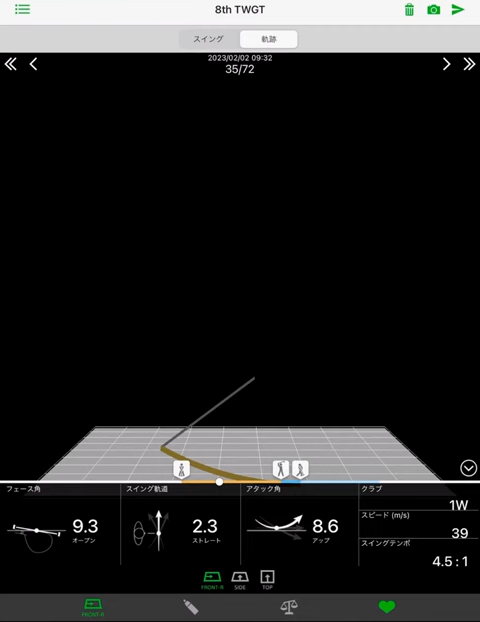 8th TWGT
スイング
軌跡
2023/02/02 09:32
35/72
フェース角
スイング軌道
アタック角
クラブ
1W
スピード (m/s)
9.3
オープン
2.3
ストレート
8.6
アップ
39
スイングテンポ
4.5 : 1
FRONT-R
SIDE
TOP
FRONT-R